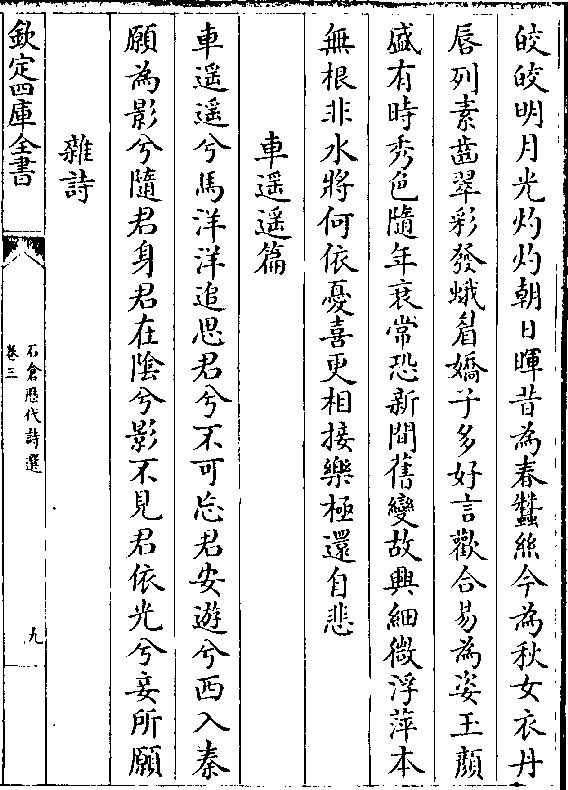 皎皎明月光灼灼朝日暉昔為春蠶絲今為秋女衣丹
唇列素齒翠彩發蛾眉嬌子多好言歡合易為姿玉顏
盛有時秀色隨年衰常恐新間舊變故興細微浮萍本
無根非水將何依憂喜更相接樂極還自悲
車遥遥篇
車遥遥兮馬洋洋追思君兮不可忘君安遊兮西入秦
願為影兮隨君身君在陰兮影不見君依光兮妾所願
雜詩
欽定四庫全書
石倉歷代詩選
卷三
九